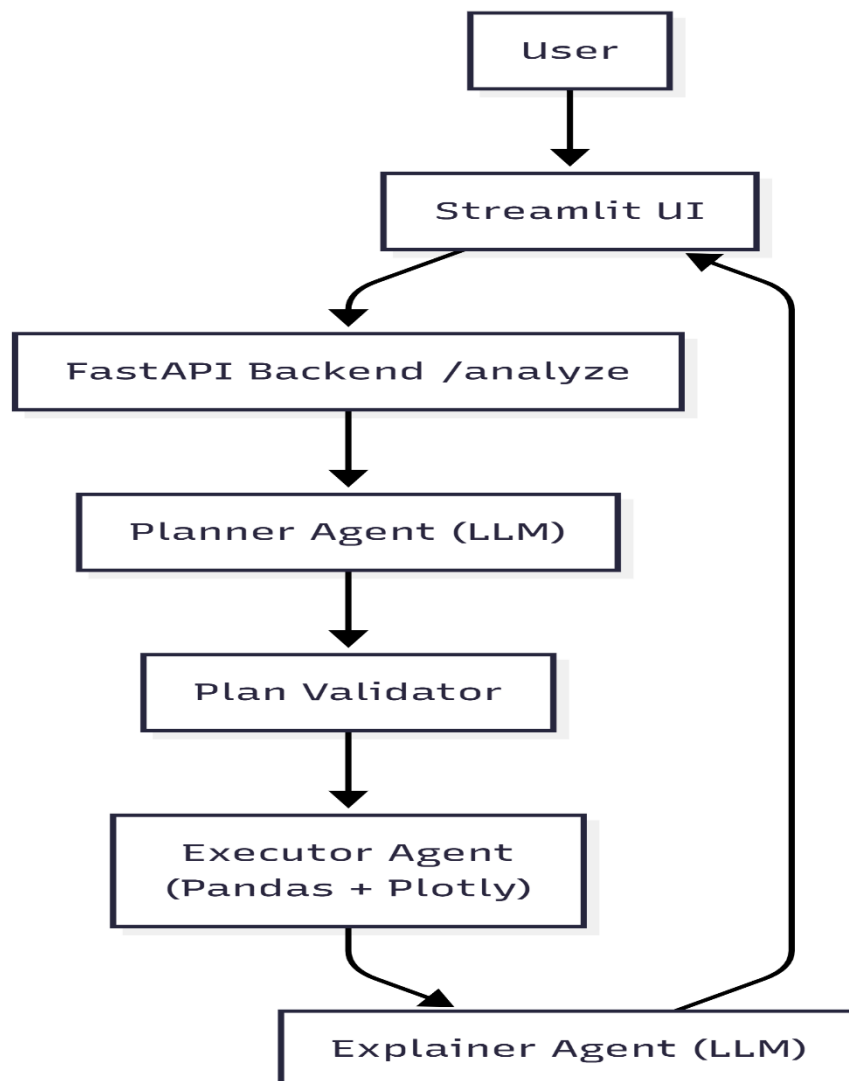 User
Streamlit UI
FastAPI Backend /analyze
Planner Agent (LLM)
Plan Validator
Executor Agent
(Pandas + Plotly)
Explainer Agent (LLM)